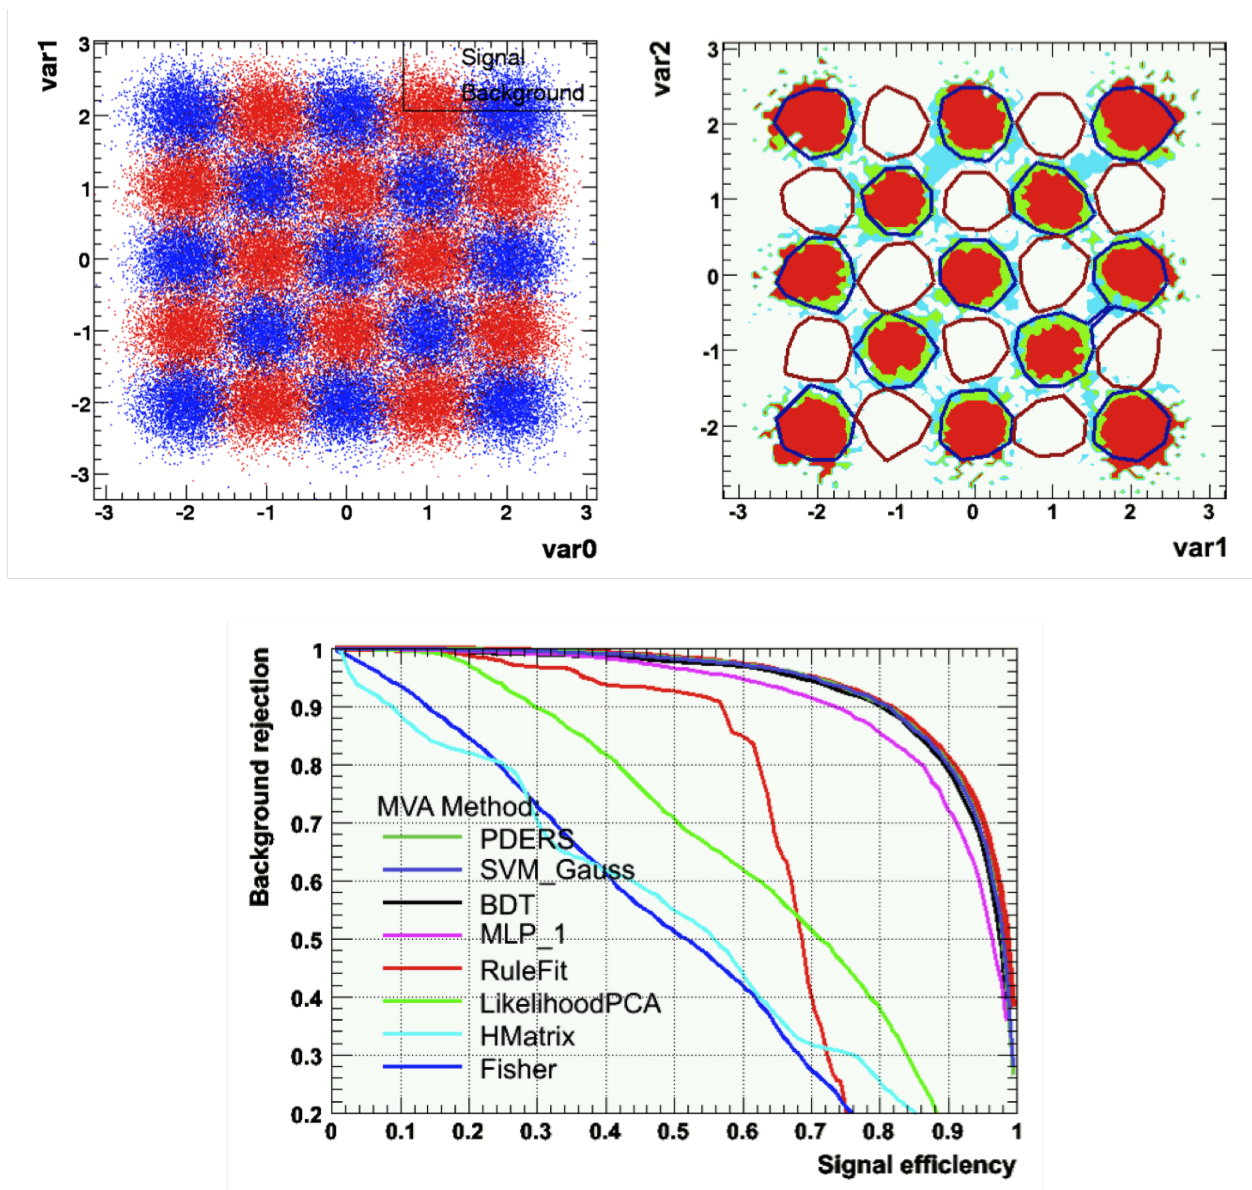 var1
3
2
1
0
-1
-2
-3
Signal
Background
-3 -2 -1 0 1 2 3
var0
var2
3
2
1
0
-1
-2
-3 -2 -1 0 1 2 3
var1
Background rejection
1
0.9
0.8
0.7
0.6
0.5
0.4
0.3
0.2
MVA Method:
PDERS
SVM_Gauss
BDT
MLP_1
RuleFit
LikelihoodPCA
HMatrix
Fisher
0 0.1 0.2 0.3 0.4 0.5 0.6 0.7 0.8 0.9 1
Signal efficiency